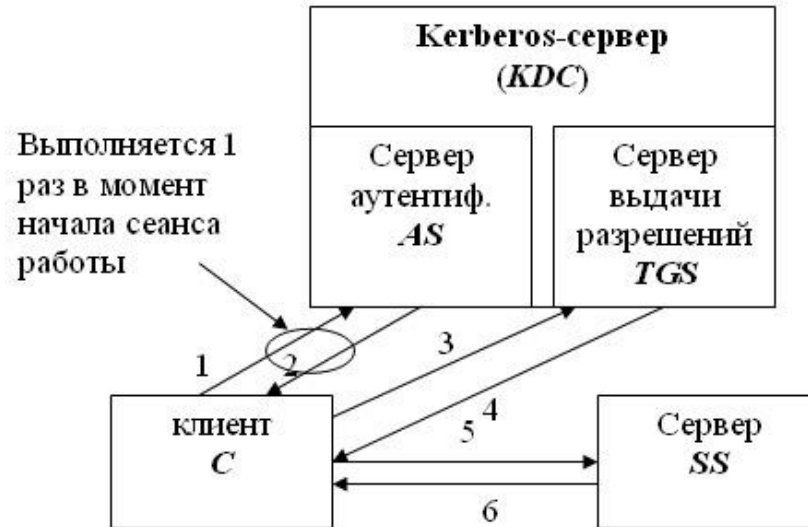 Kerberos-сервер
(KDC)
Выполняется 1
раз в момент
начала сеанса
работы
Сервер
аутентиф.
AS
Сервер
выдачи
разрешений
TGS
1
2
3
4
5
клиент
C
Сервер
SS
6